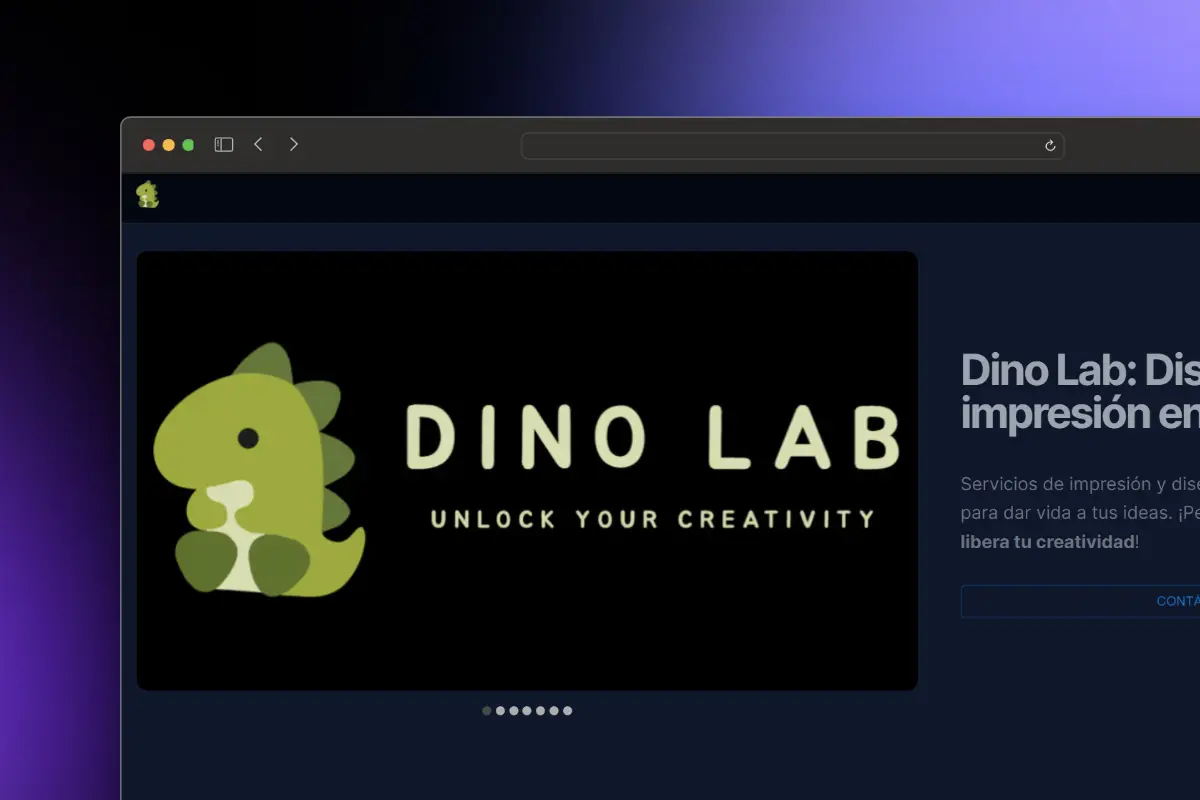 DINO LAB
UNLOCK YOUR CREATIVITY
Dino Lab: Dis
impresión en
Servicios de impresión y dise
para dar vida a tus ideas. ¡Pe
libera tu creatividad!
CONTA